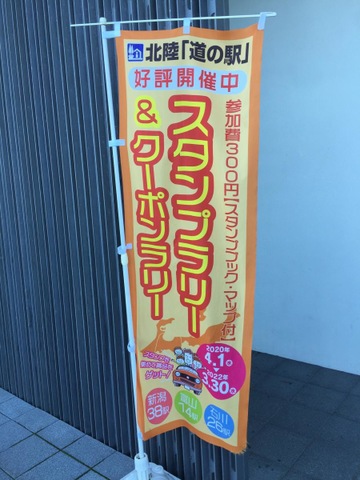 北陸「道の駅」
好評開催中
スタンプラリー
&クーポンラリー
参加費300円【スタンプブック・マップ付】
2020年
4.1
2022年
3.30
ゲット!
新潟
38駅
富山
14駅
石川
26駅